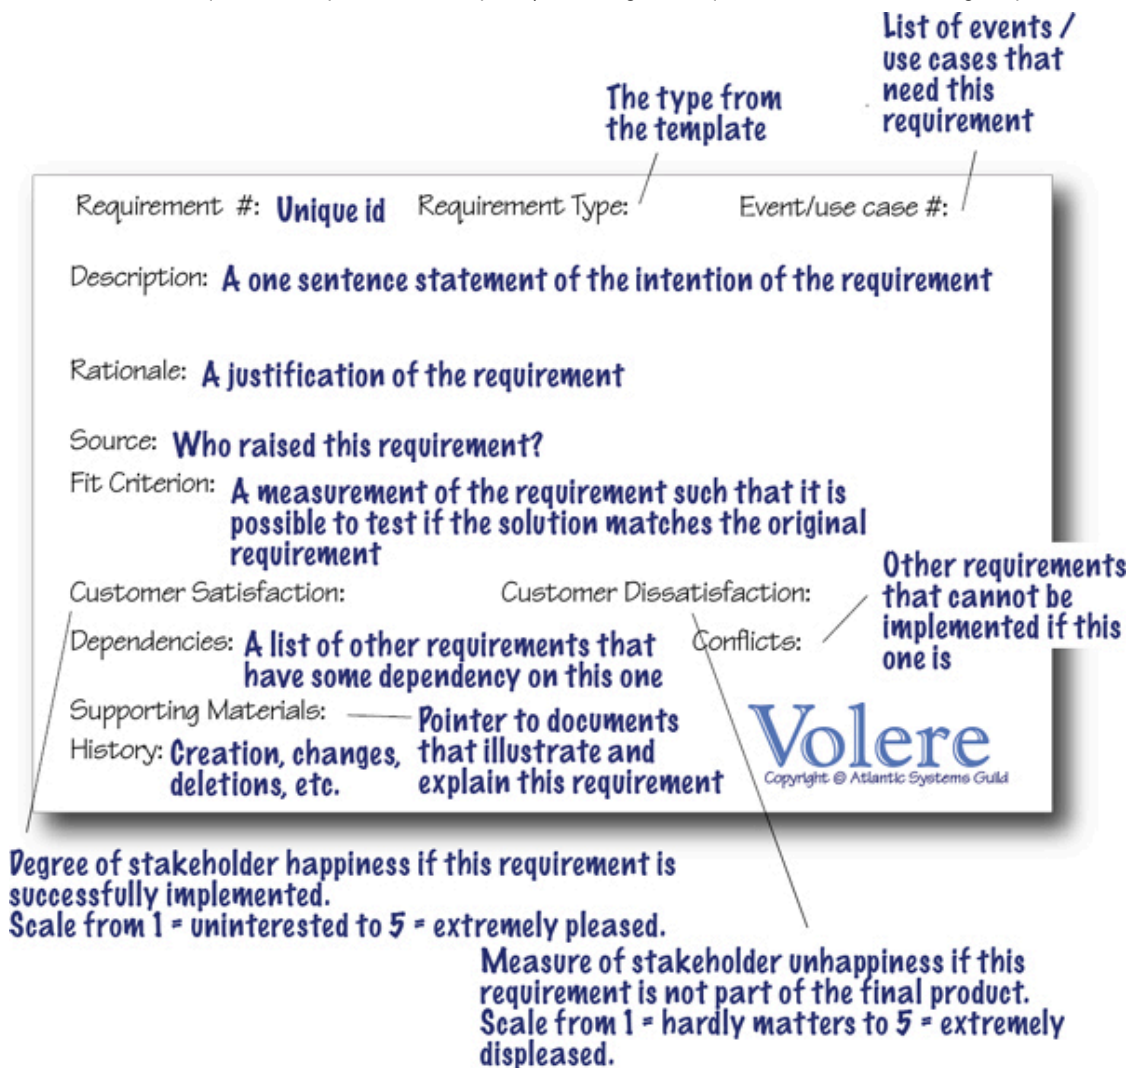 List of events /
use cases that
need this
requirement
The type from
the template
Requirement #: Unique id Requirement Type: Event/use case #:
Description: A one sentence statement of the intention of the requirement
Rationale: A justification of the requirement
Source: Who raised this requirement?
Fit Criterion: A measurement of the requirement such that it is
possible to test if the solution matches the original
requirement
Customer Satisfaction: Customer Dissatisfaction:
Other requirements
that cannot be
implemented if this
one is
Dependencies: A list of other requirements that
have some dependency on this one
Conflicts:
Supporting Materials: Pointer to documents
that illustrate and
explain this requirement
History: Creation, changes,
deletions, etc.
Volere
Copyright © Atlantic Systems Guild
Degree of stakeholder happiness if this requirement is
successfully implemented.
Scale from 1 = uninterested to 5 = extremely pleased.
Measure of stakeholder unhappiness if this
requirement is not part of the final product.
Scale from 1 = hardly matters to 5 = extremely
displeased.